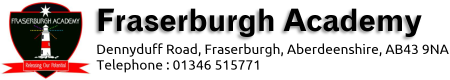 FRASERBURGH ACADEMY
Releasing Our Potential
Fraserburgh Academy
Dennyduff Road, Fraserburgh, Aberdeenshire, AB43 9NA
Telephone : 01346 515771